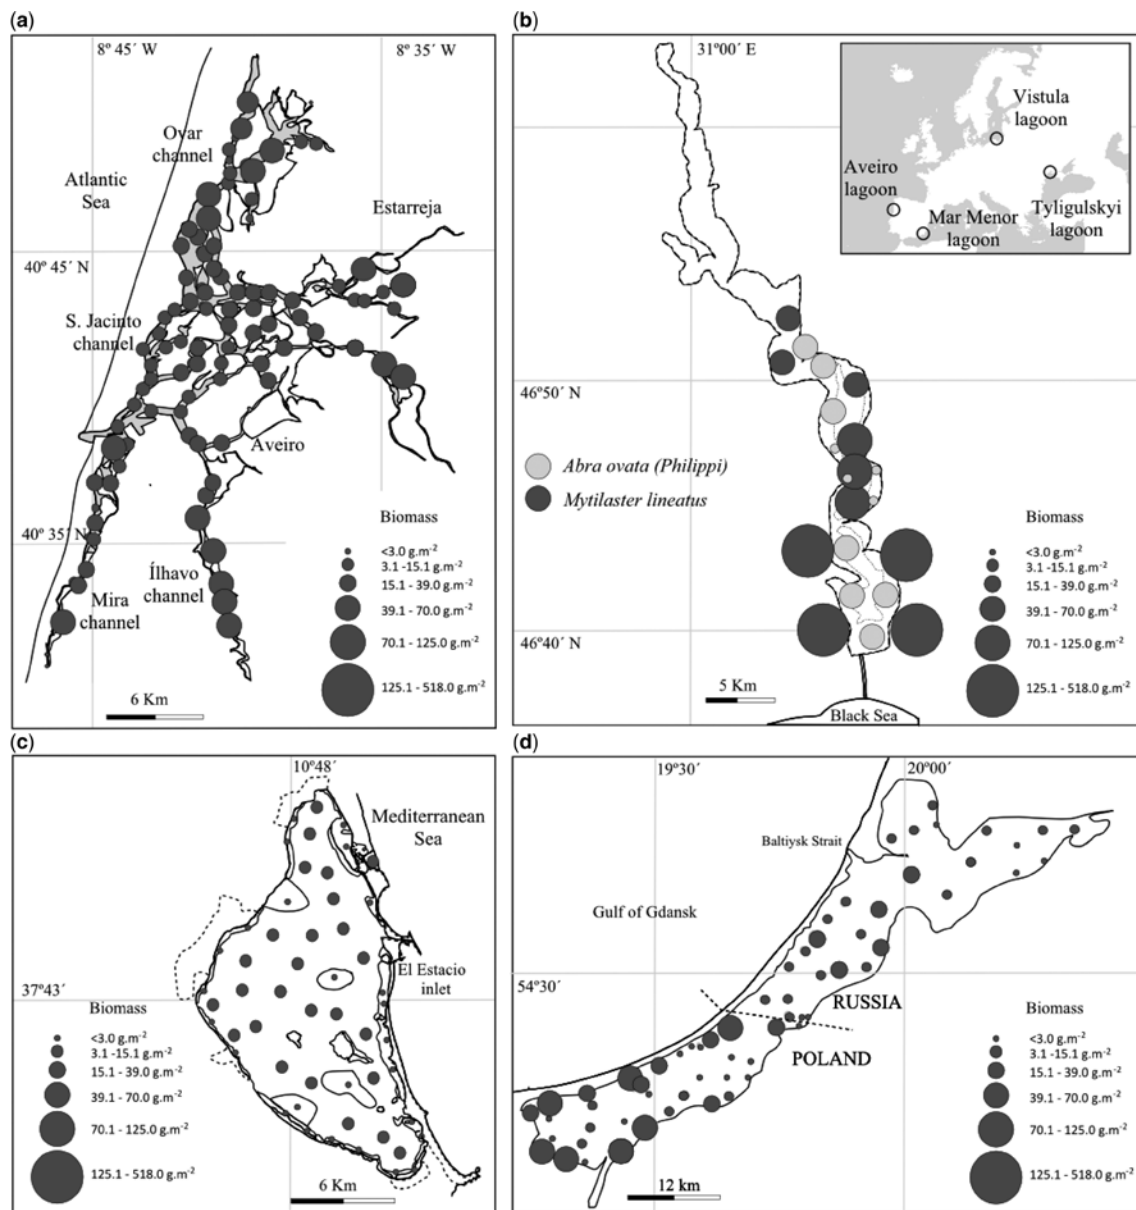 (a)
8º 45´ W
8º 35´ W
Ovar
channel
Atlantic
Sea
Estarreja
40º 45´ N
S. Jacinto
channel
Aveiro
40º 35´ N
Ílhavo
channel
Mira
channel
Biomass
<3.0 g.m-2
3.1 -15.1 g.m-2
15.1 - 39.0 g.m-2
39.1 - 70.0 g.m-2
70.1 - 125.0 g.m-2
125.1 - 518.0 g.m-2
6 Km
(b)
31º00´ E
Vistula
lagoon
Aveiro
lagoon
Mar Menor
lagoon
Tyligulskyi
lagoon
46º50´ N
Abra ovata (Philippi)
Mytilaster lineatus
46º40´ N
Biomass
<3.0 g.m-2
3.1 -15.1 g.m-2
15.1 - 39.0 g.m-2
39.1 - 70.0 g.m-2
70.1 - 125.0 g.m-2
125.1 - 518.0 g.m-2
5 Km
Black Sea
(c)
10º48´
Mediterranean
Sea
El Estacio
inlet
37º43´
Biomass
<3.0 g.m-2
3.1 -15.1 g.m-2
15.1 - 39.0 g.m-2
39.1 - 70.0 g.m-2
70.1 - 125.0 g.m-2
125.1 - 518.0 g.m-2
6 Km
(d)
19º30´
20º00´
Baltiysk Strait
Gulf of Gdansk
54º30´
RUSSIA
POLAND
Biomass
<3.0 g.m-2
3.1 -15.1 g.m-2
15.1 - 39.0 g.m-2
39.1 - 70.0 g.m-2
70.1 - 125.0 g.m-2
125.1 - 518.0 g.m-2
12 km